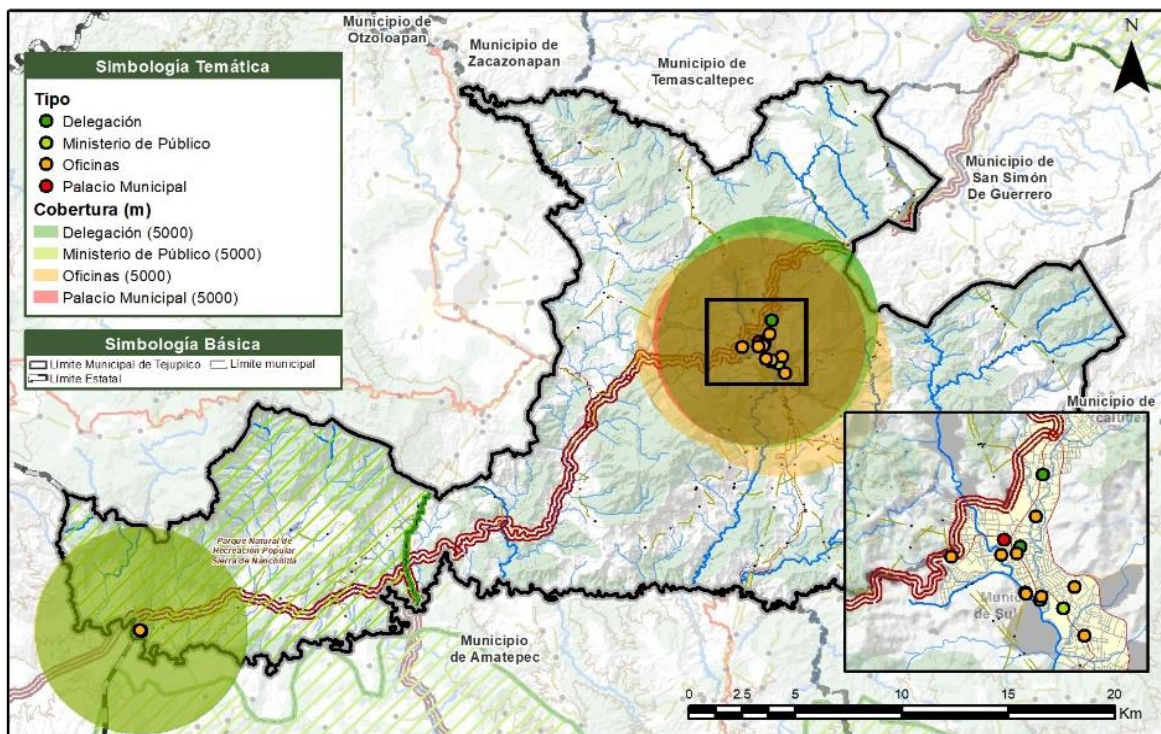 Municipio de
Otzoloapan
Municipio de
Zacazonapan
Municipio de
Temascaltepec
N
Simbología Temática
Tipo
Delegación
Ministerio de Público
Oficinas
Palacio Municipal
Cobertura (m)
Delegación (5000)
Ministerio de Público (5000)
Oficinas (5000)
Palacio Municipal (5000)
Municipio de
San Simón
De Guerrero
Simbología Básica
Límite Municipal de Tejupilco
Límite municipal
Límite Estatal
Municipio de
Parque Natural de
Recreación Popular
Sierra de Nanchititla
Municipio
de Amatepec
de Sul
0 2.5 5 10 15 20
Km